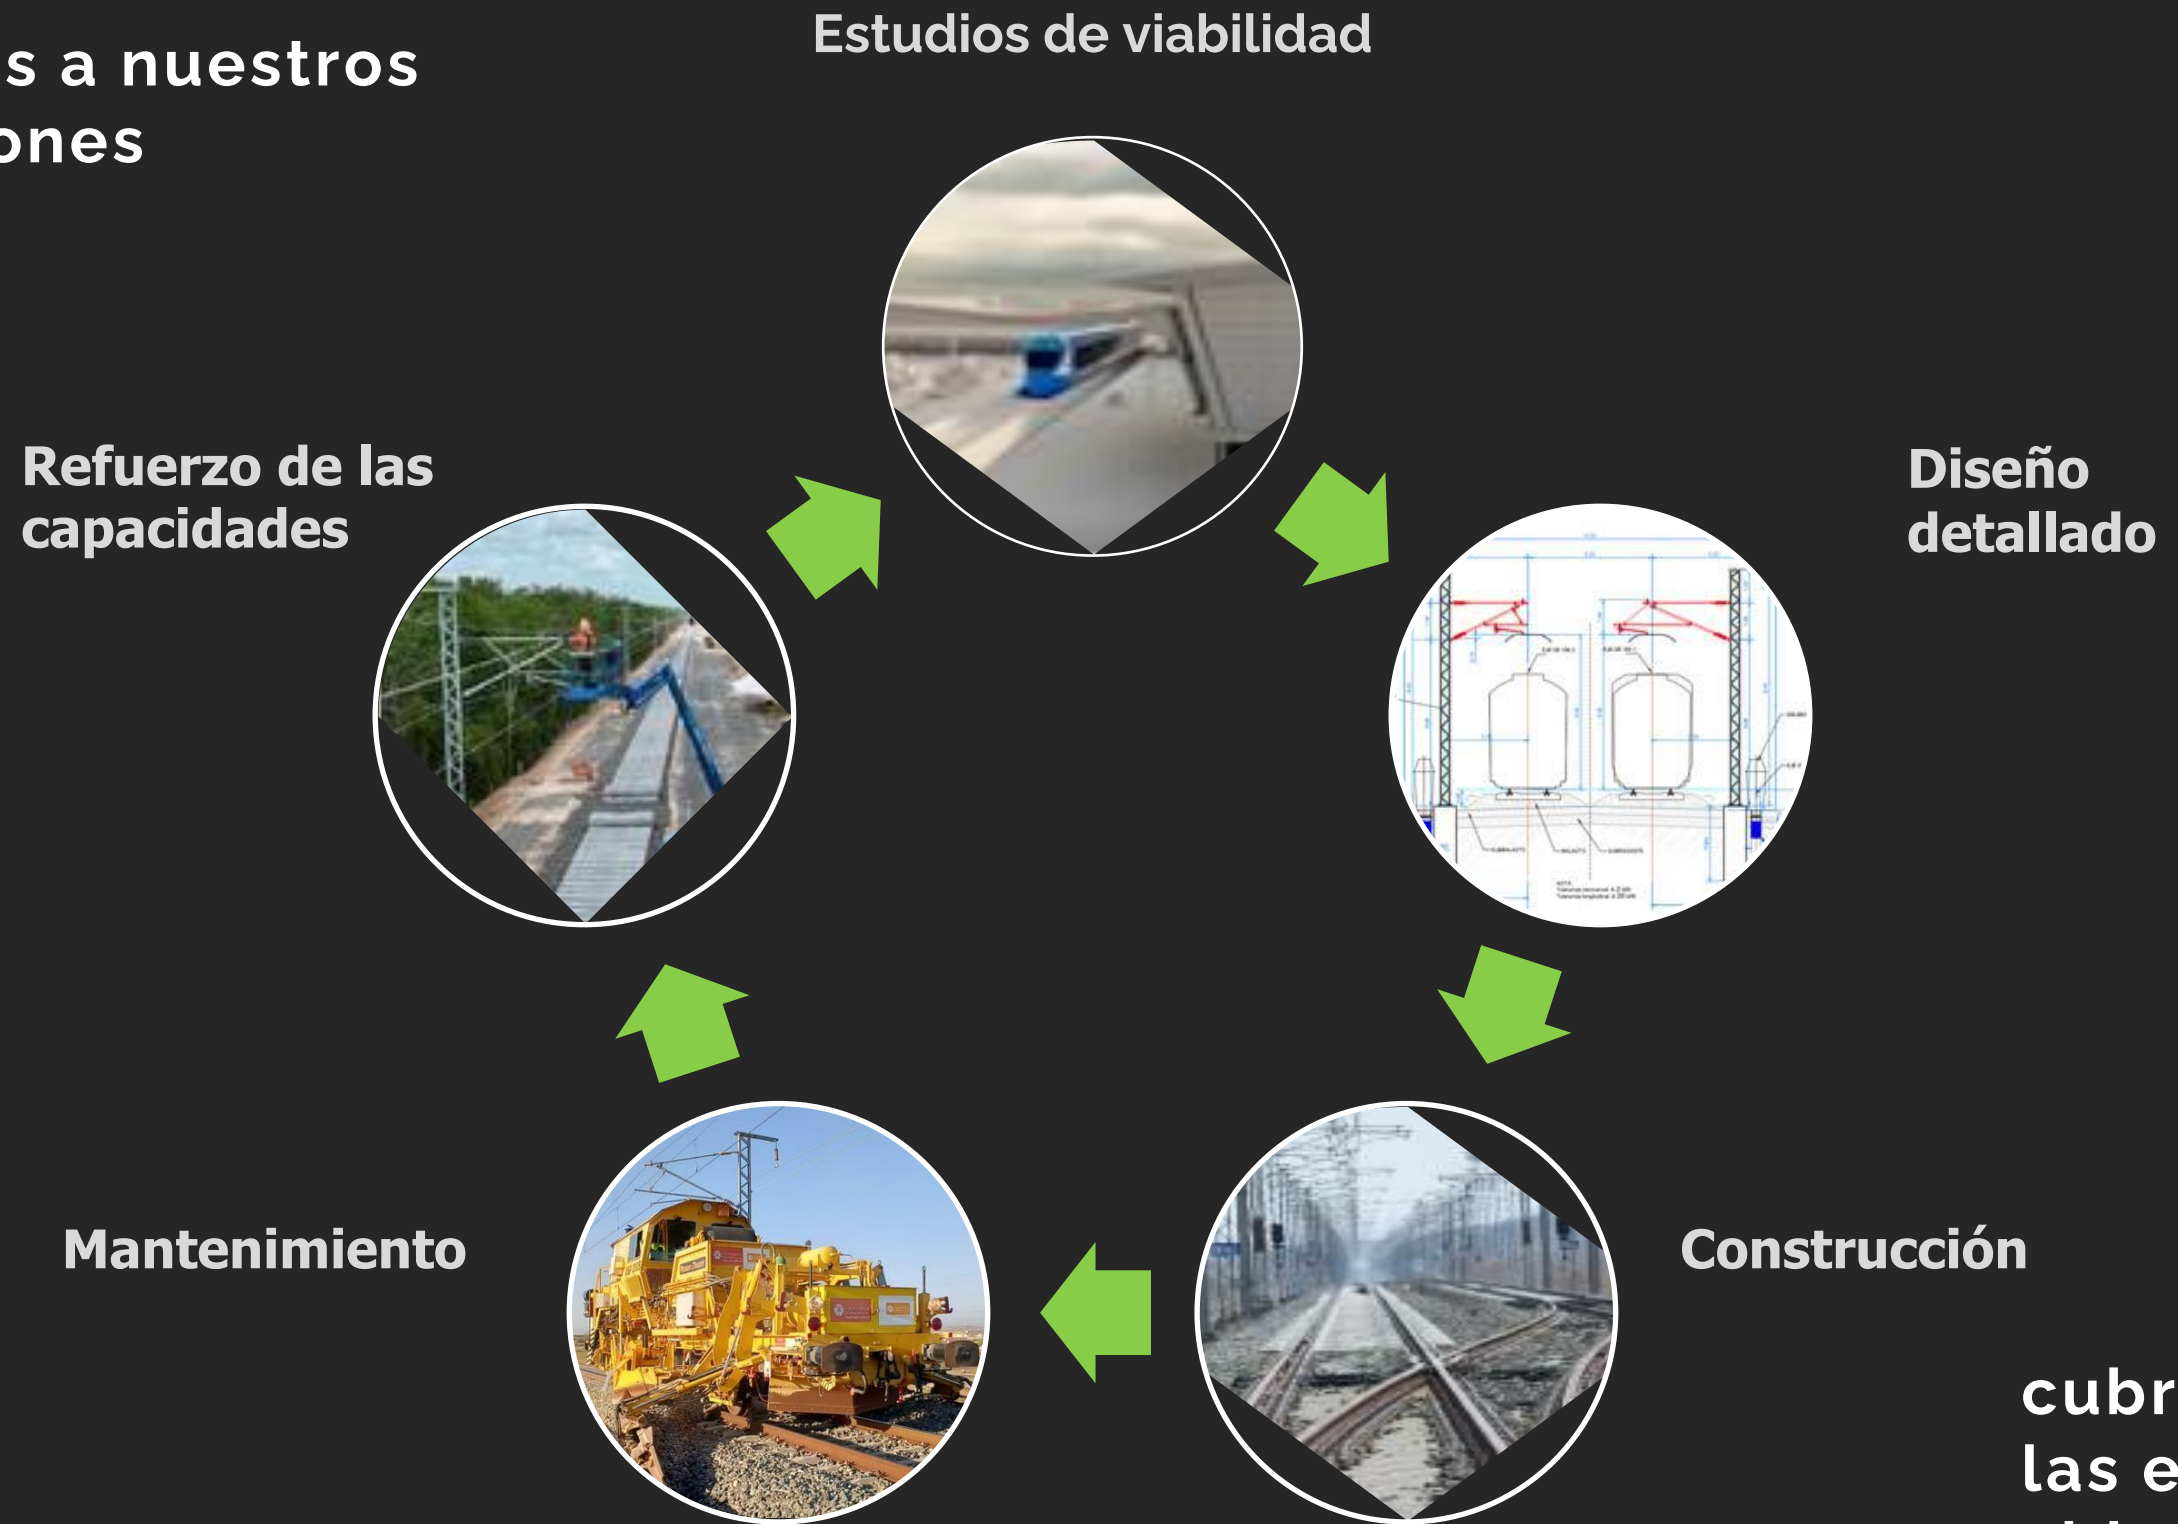 s a nuestros
ones
Estudios de viabilidad
Refuerzo de las
capacidades
Diseño
detallado
Mantenimiento
Construcción
cubr
las e